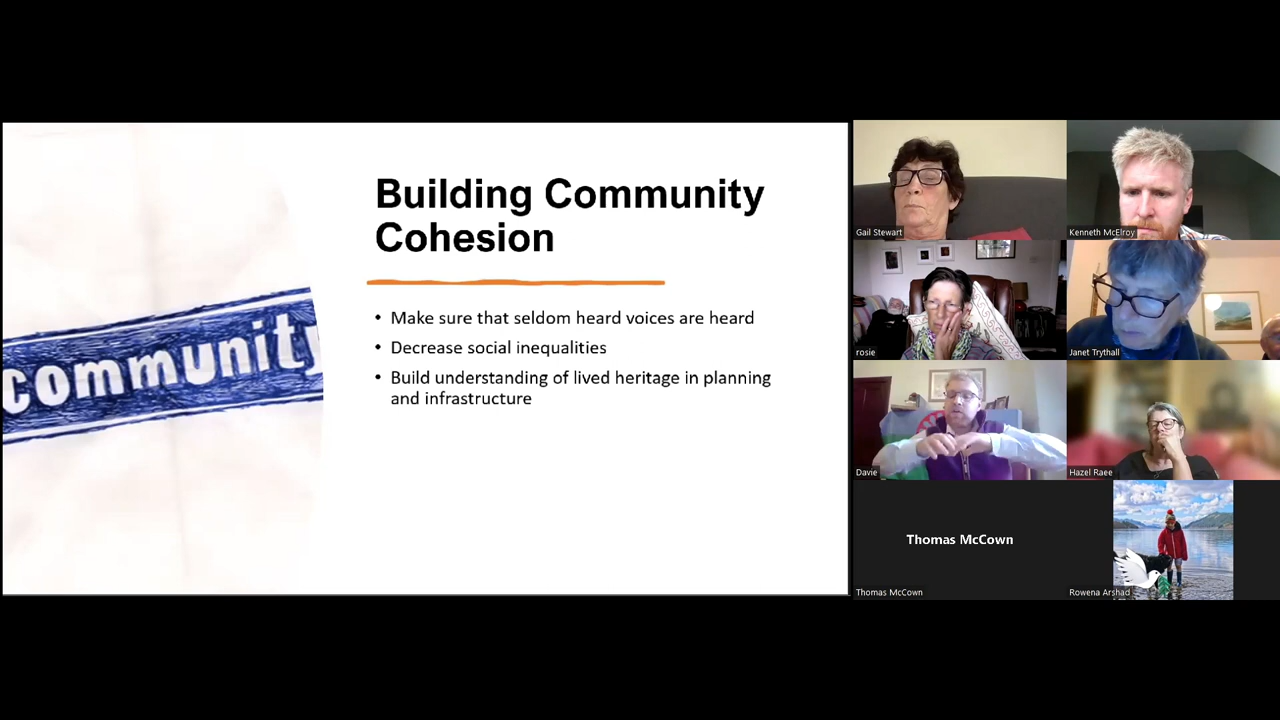 community
Building Community
Cohesion
• Make sure that seldom heard voices are heard
• Decrease social inequalities
• Build understanding of lived heritage in planning
and infrastructure
Gail Stewart
Kenneth McElroy
rosie
Janet Trythall
Davie
Hazel Raee
Thomas McCown
Thomas McCown
Rowena Arshad